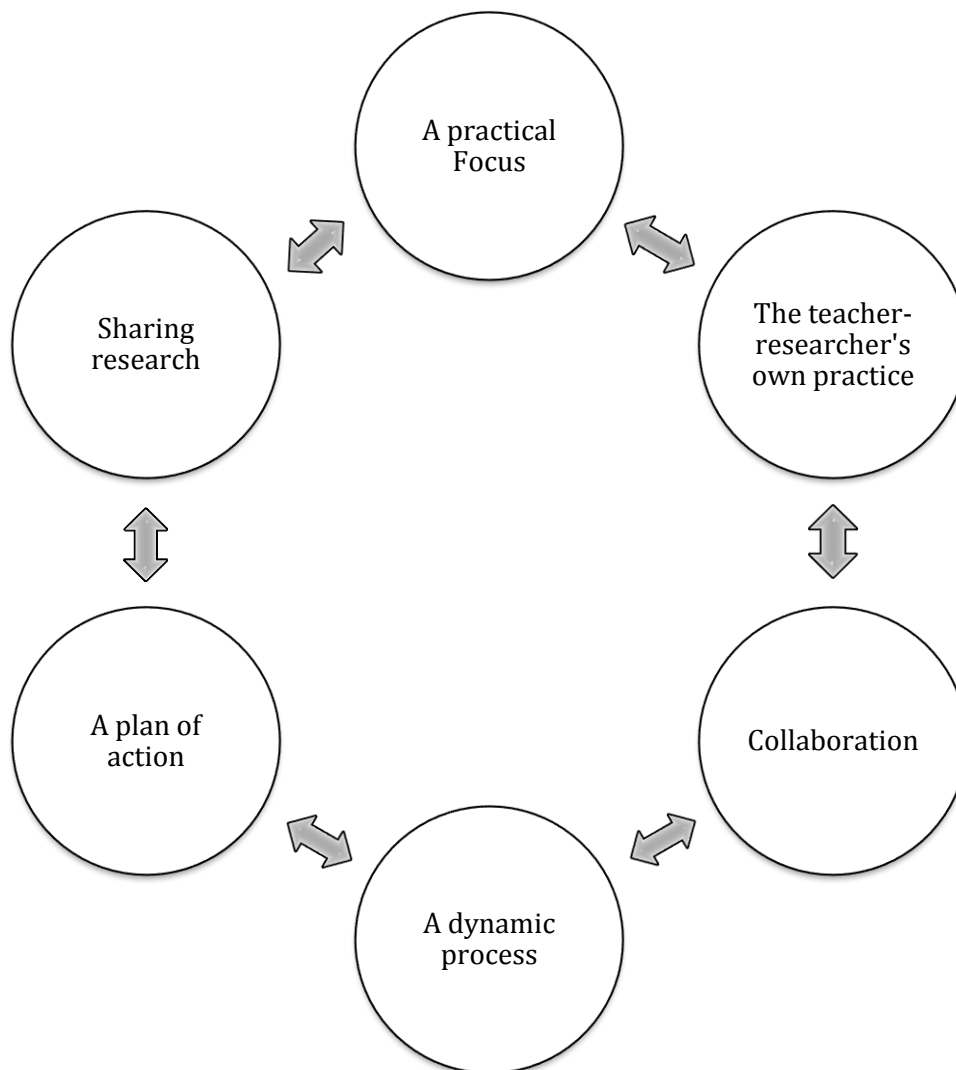 A practical
Focus
The teacher-
researcher's
own practice
Collaboration
A dynamic
process
A plan of
action
Sharing
research